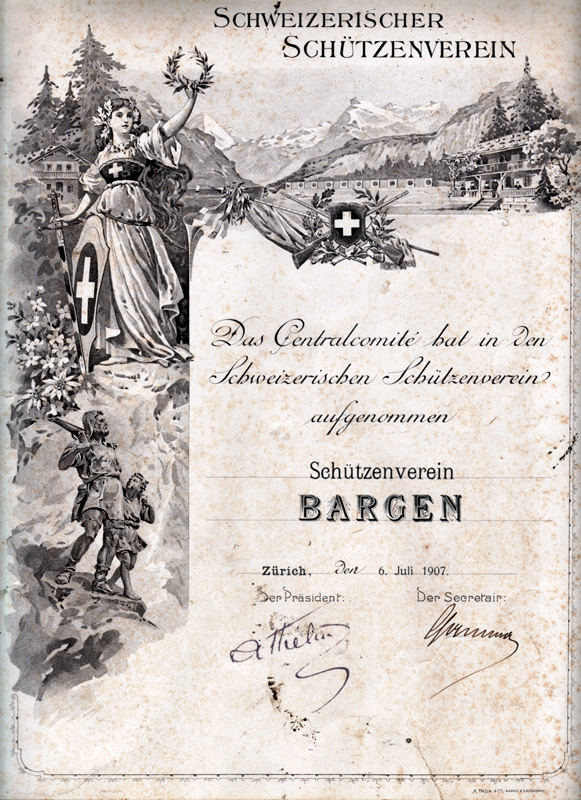 SCHWEIZERISCHER
SCHÜTZENVEREIN
Das Centralcomité hat in den
Schweizerischen Schützenverein
aufgenommen
Schützenverein
BARGEN
Zürich, den 6. Juli 1907.
Der Präsident: Der Secretair: